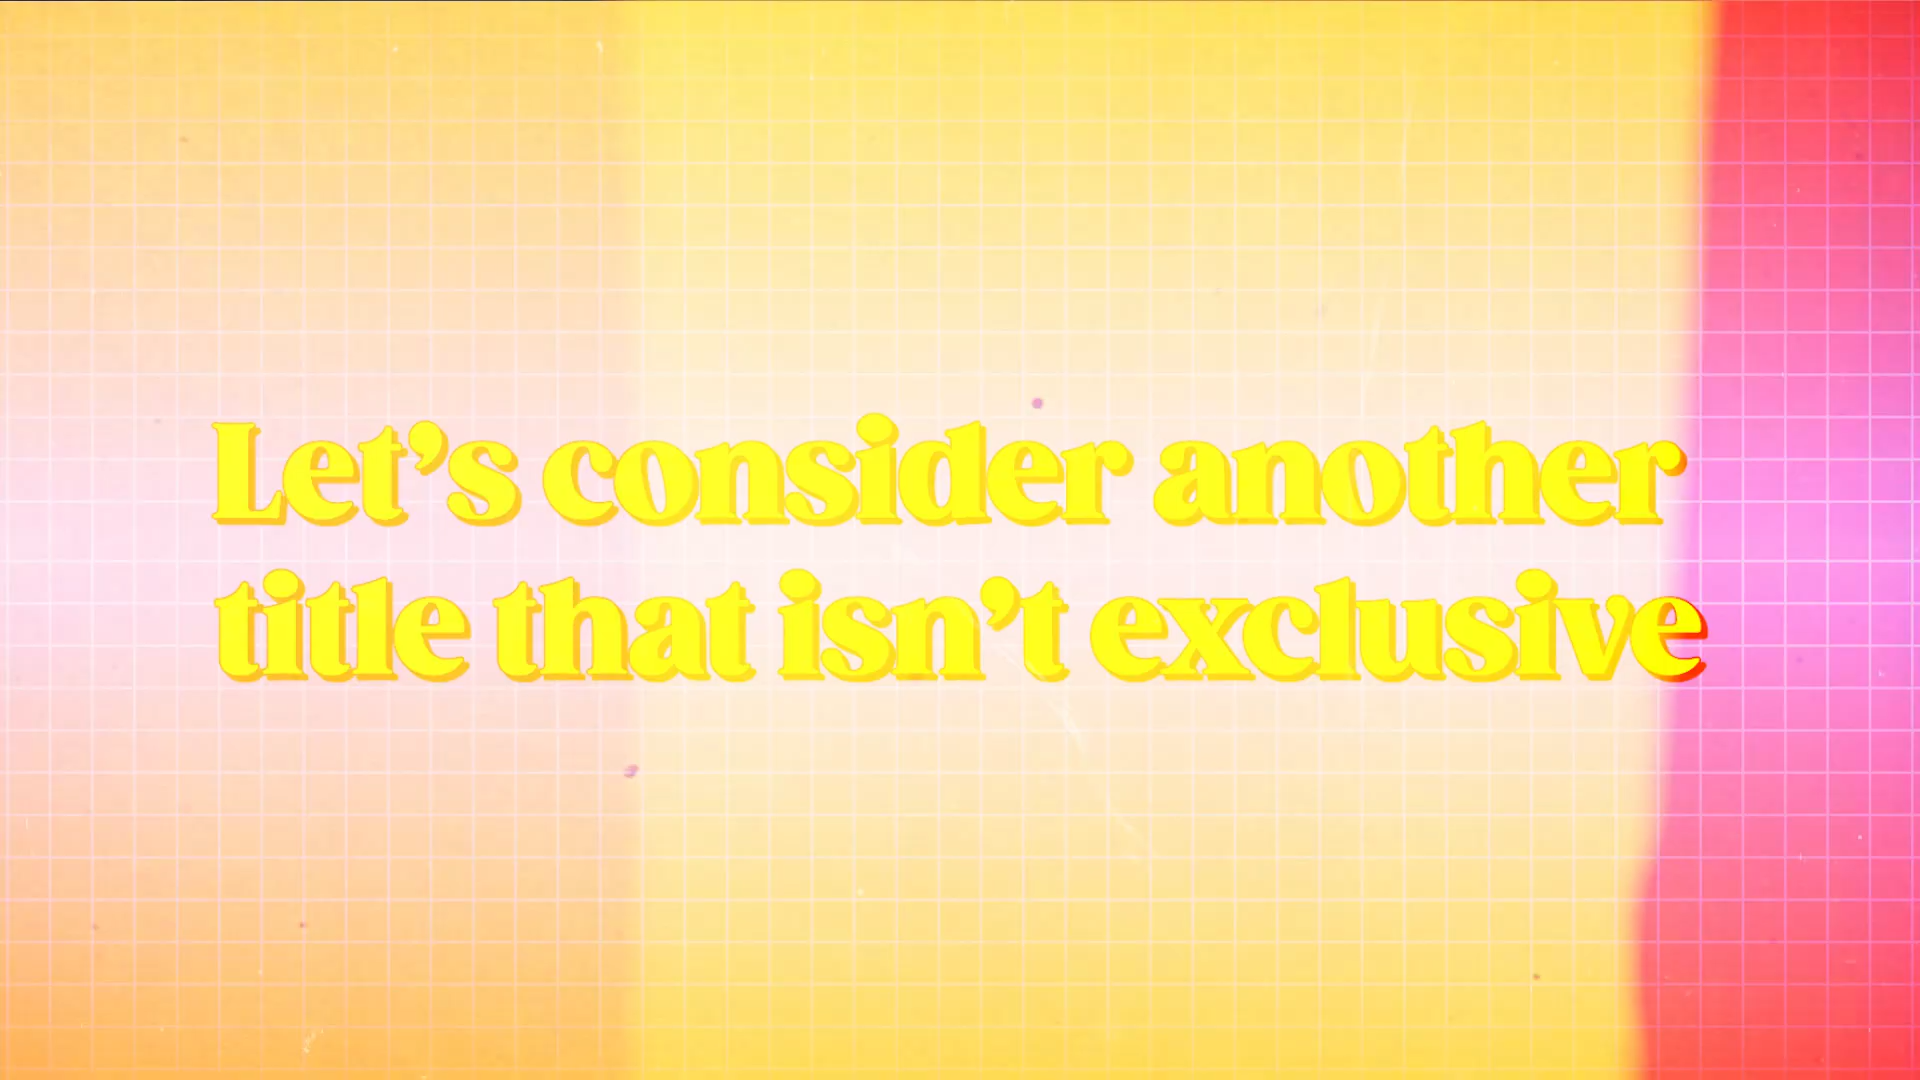 Let’s consider another
title that isn’t exclusive